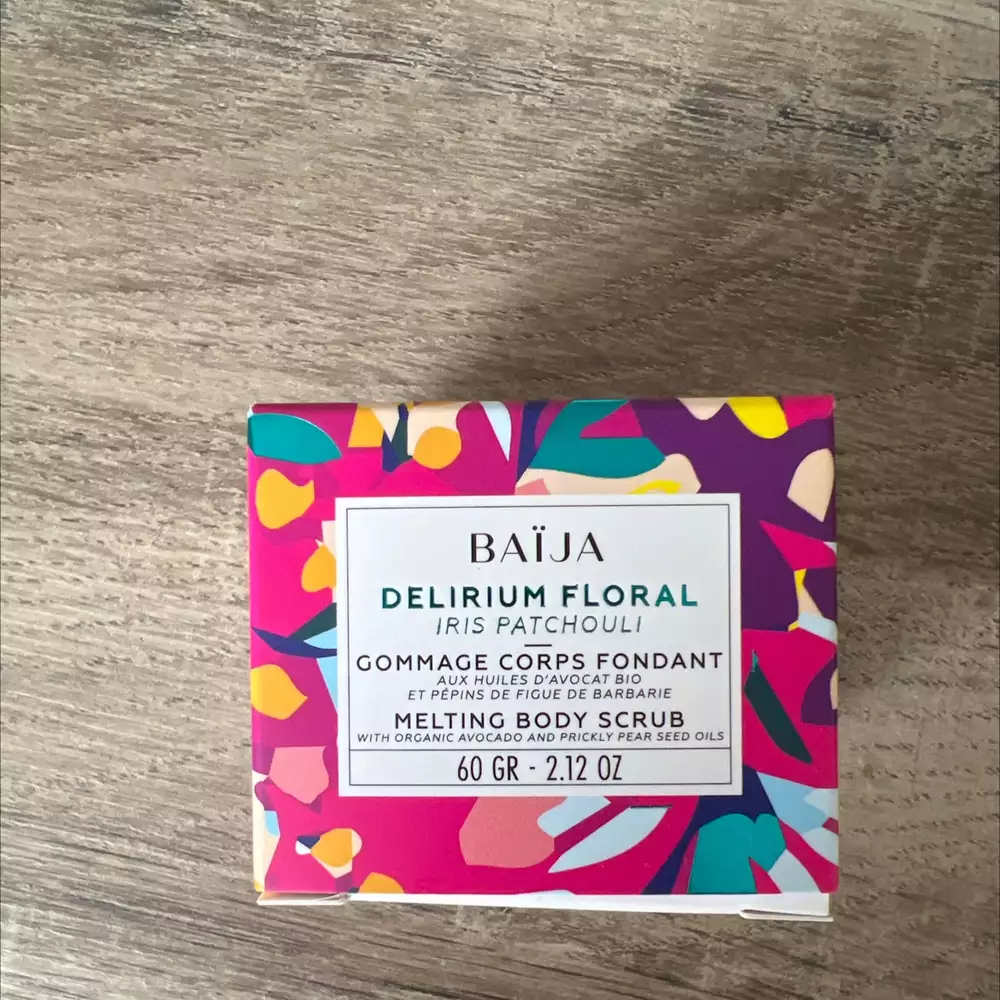 BAÏJA
DELIRIUM FLORAL
IRIS PATCHOULI
GOMMAGE CORPS FONDANT
AUX HUILES D'AVOCAT BIO
ET PÉPINS DE FIGUE DE BARBARIE
MELTING BODY SCRUB
WITH ORGANIC AVOCADO AND PRICKLY PEAR SEED OILS
60 GR - 2.12 OZ